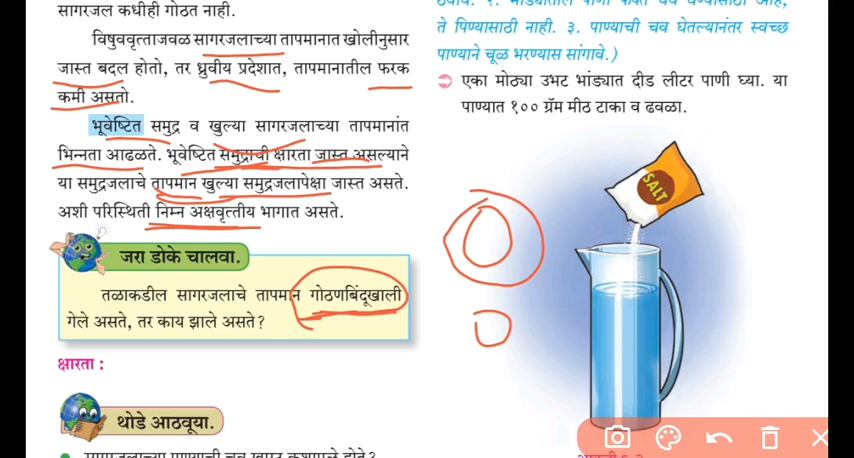 सागरजल कधीही गोठत नाही.
विषुववृत्ताजवळ सागरजलाच्या तापमानात खोलीनुसार
जास्त बदल होतो, तर ध्रुवीय प्रदेशात, तापमानातील फरक
कमी असतो.
भूवेष्टित समुद्र व खुल्या सागरजलाच्या तापमानांत
भिन्नता आढळते. भूवेष्टित समुद्राची क्षारता जास्त असल्याने
या समुद्रजलाचे तापमान खुल्या समुद्रजलापेक्षा जास्त असते.
अशी परिस्थिती निम्न अक्षवृत्तीय भागात असते.
जरा डोके चालवा.
तळाकडील सागरजलाचे तापमान गोठणबिंदूखाली
गेले असते, तर काय झाले असते?
क्षारता :
थोडे आठवूया.
ते पिण्यासाठी नाही. ३. पाण्याची चव घेतल्यानंतर स्वच्छ
पाण्याने चूळ भरण्यास सांगावे.)
एका मोठ्या उभट भांड्यात दीड लीटर पाणी घ्या. या
पाण्यात १०० ग्रॅम मीठ टाका व ढवळा.
SALT